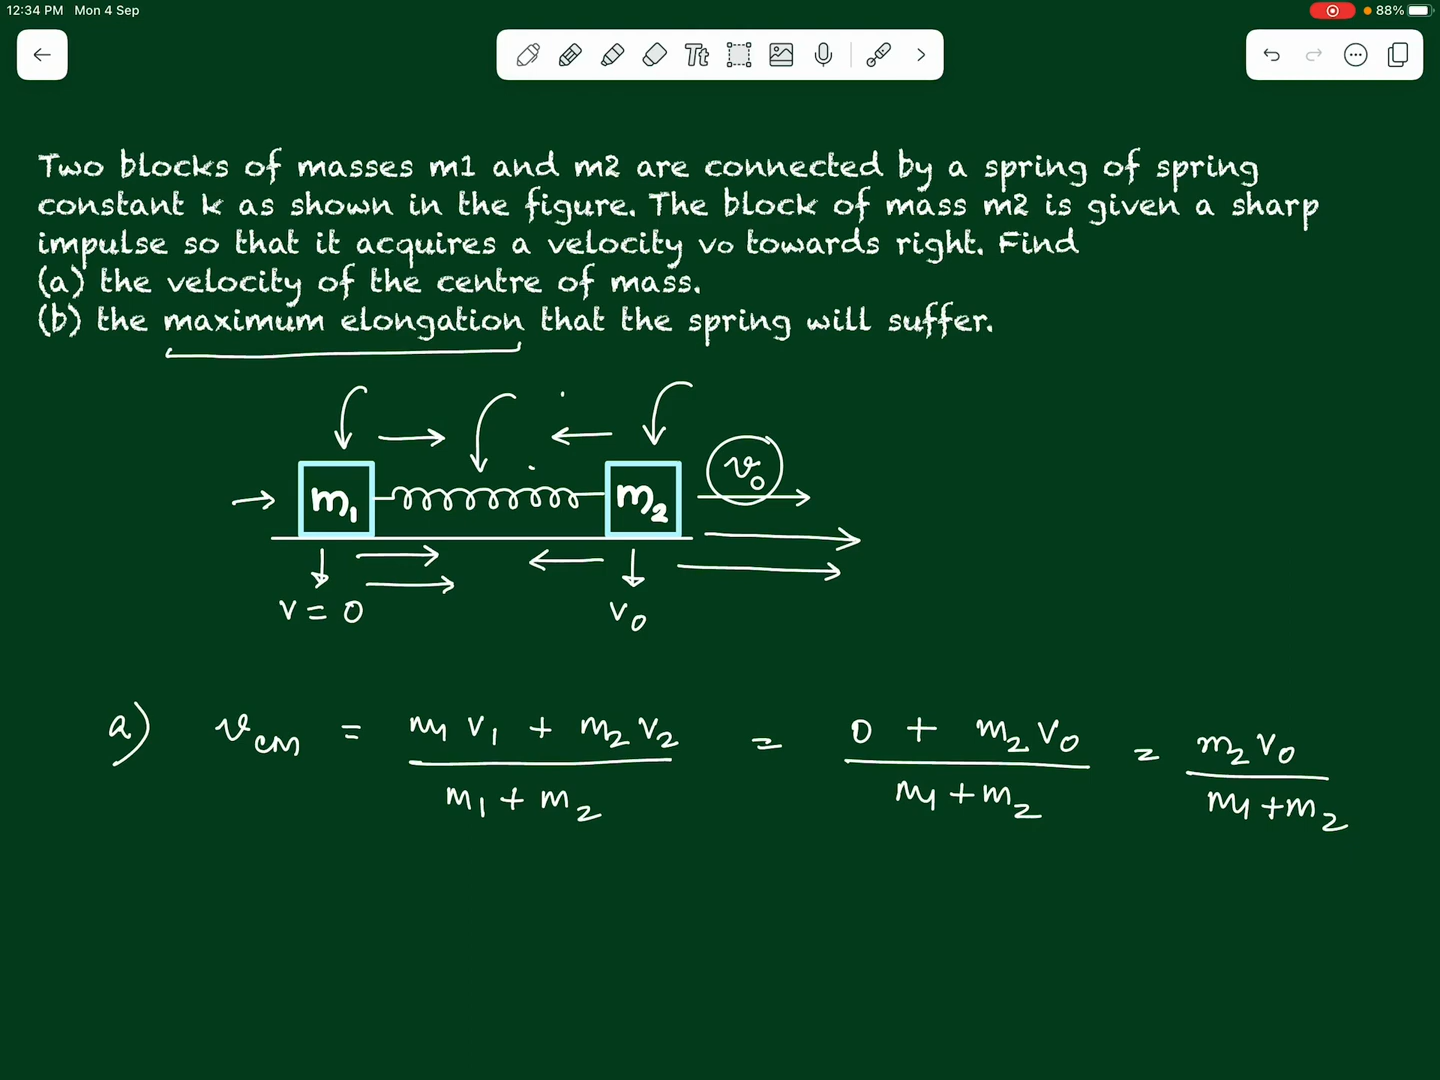 12:34 PM Mon 4 Sep
88%
Tt
Two blocks of masses m1 and m2 are connected by a spring of spring
constant k as shown in the figure. The block of mass m2 is given a sharp
impulse so that it acquires a velocity vo towards right. Find
(a) the velocity of the centre of mass.
(b) the maximum elongation that the spring will suffer.
v₀
m₁ m₂
v = 0 v₀
a) v_cm = (m₁ v₁ + m₂ v₂) / (m₁ + m₂) = (0 + m₂ v₀) / (m₁ + m₂) = (m₂ v₀) / (m₁ + m₂)